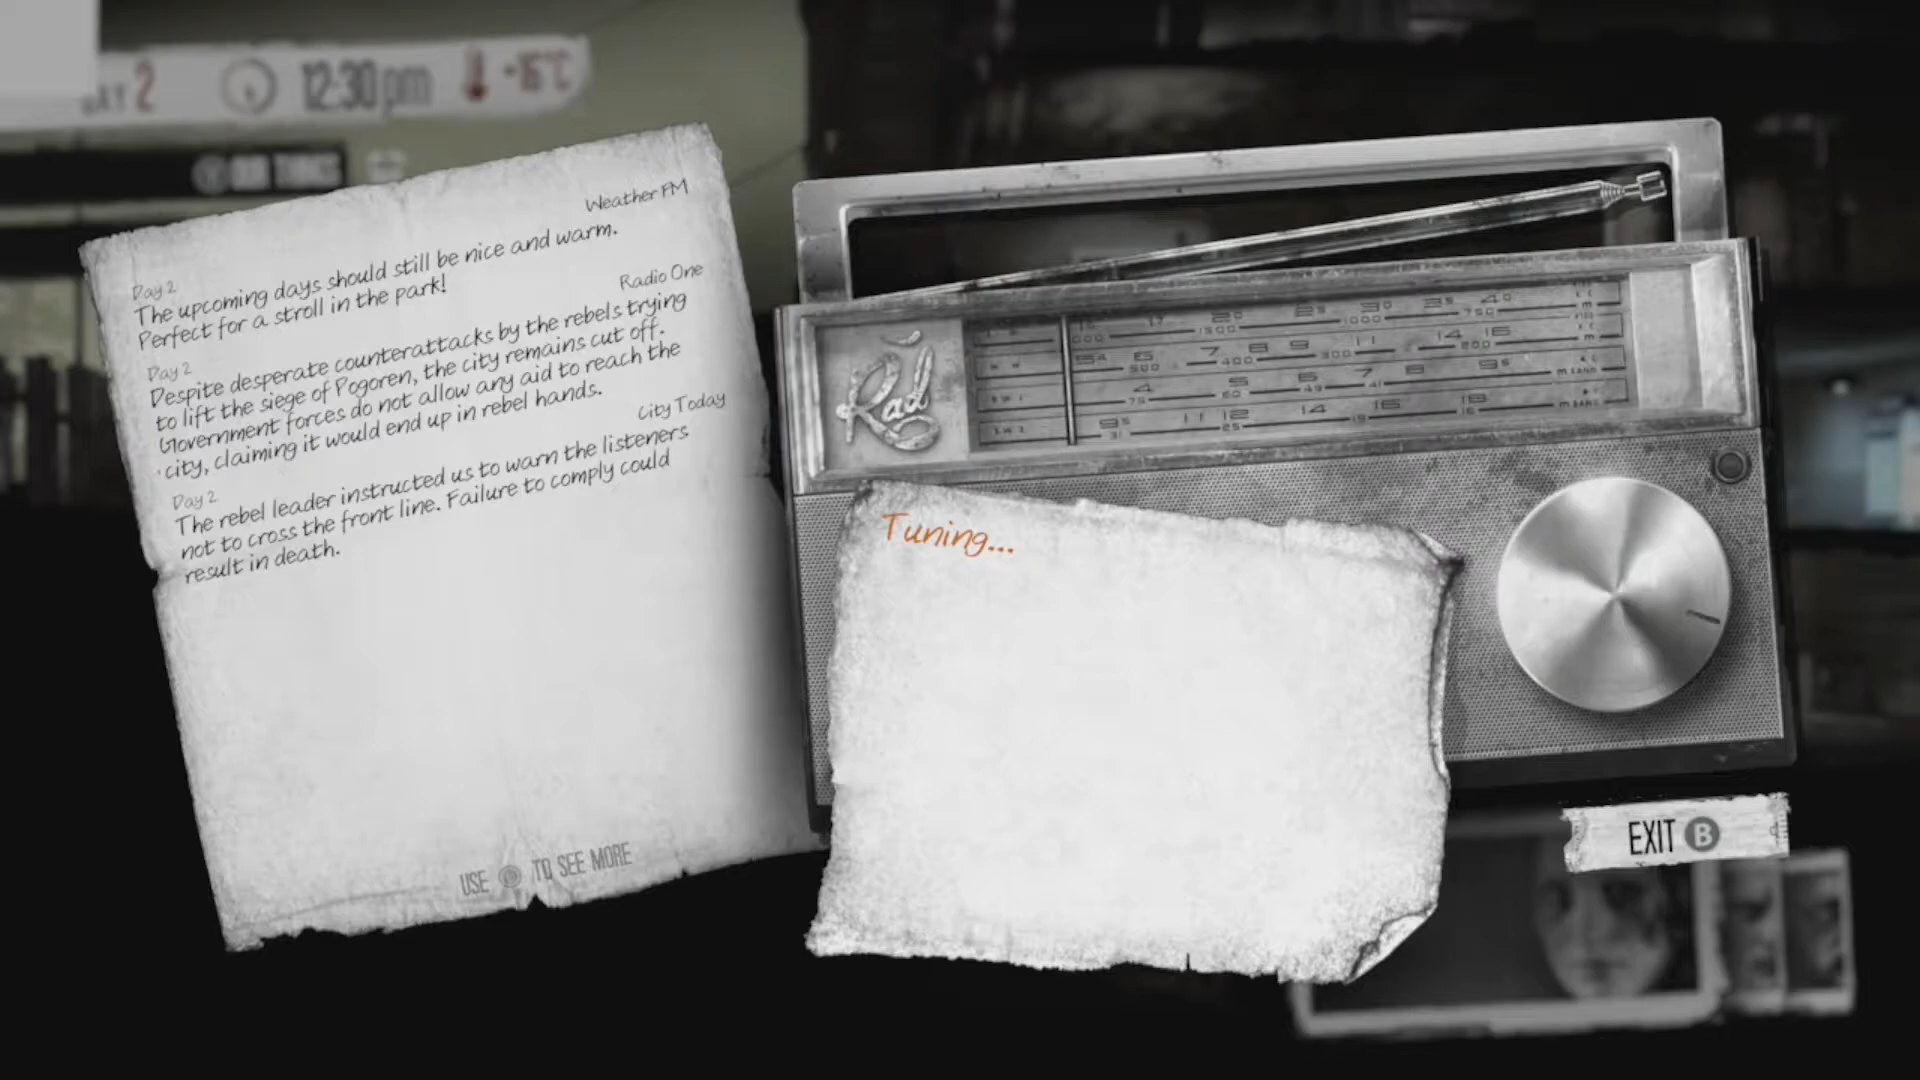 DAY 2 12:30 pm
OUR THINGS
Weather FM
Day 2
The upcoming days should still be nice and warm.
Perfect for a stroll in the park!
Radio One
Day 2
Despite desperate counterattacks by the rebels trying
to lift the siege of Pogoren, the city remains cut off.
Government forces do not allow any aid to reach the
city, claiming it would end up in rebel hands.
City Today
Day 2
The rebel leader instructed us to warn the listeners
not to cross the front line. Failure to comply could
result in death.
USE TO SEE MORE
Rad
Tuning...
EXIT B